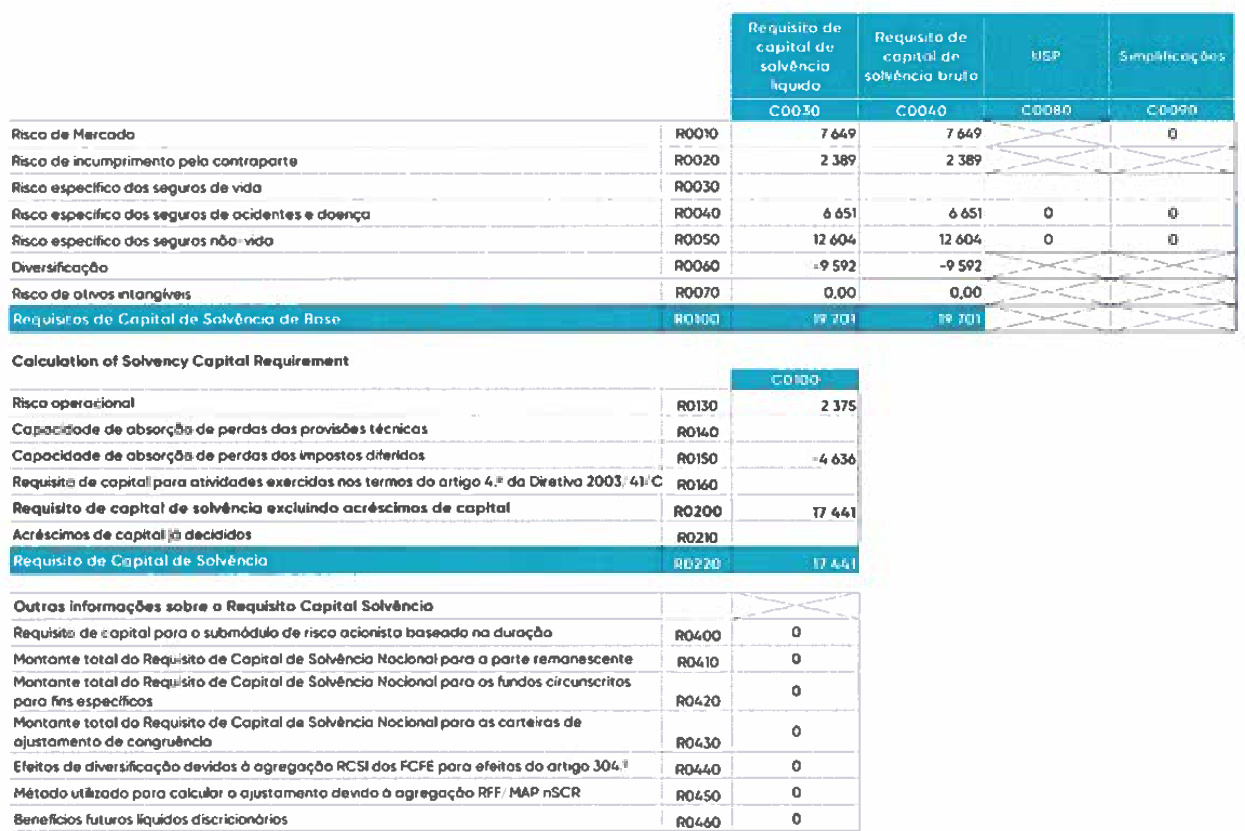 Requisito de capital de solvência líquido Requisito de capital de solvência bruto USP Simplificações
C0030 C0040 C0080 C0090
Risco de Mercado R0010 7 649 7 649 0
Risco de incumprimento pela contraparte R0020 2 389 2 389
Risco específico dos seguros de vida R0030
Risco específico dos seguros de acidentes e doença R0040 6 651 6 651 0 0
Risco específico dos seguros não-vida R0050 12 604 12 604 0 0
Diversificação R0060 -9 592 -9 592
Risco de ativos intangíveis R0070 0,00 0,00
Requisitos de Capital de Solvência de Base R0100 19 701 19 701
Calculation of Solvency Capital Requirement
C0100
Risco operacional R0130 2 375
Capacidade de absorção de perdas das provisões técnicas R0140
Capacidade de absorção de perdas dos impostos diferidos R0150 -4 636
Requisito de capital para atividades exercidas nos termos do artigo 4.º da Diretiva 2003/41/C R0160
Requisito de capital de solvência excluindo acréscimos de capital R0200 17 441
Acréscimos de capital já decididos R0210
Requisito de Capital de Solvência R0220 17 441
Outras informações sobre o Requisito Capital Solvência
Requisito de capital para o submódulo de risco acionista baseado na duração R0400 0
Montante total do Requisito de Capital de Solvência Nocional para a parte remanescente R0410 0
Montante total do Requisito de Capital de Solvência Nocional para os fundos circunscritos
para fins específicos R0420 0
Montante total do Requisito de Capital de Solvência Nocional para as carteiras de
ajustamento de congruência R0430 0
Efeitos de diversificação devidos à agregação RCSl dos FCFE para efeitos do artigo 304.º R0440 0
Método utilizado para calcular o ajustamento devido à agregação RFF/MAP nSCR R0450 0
Benefícios futuros líquidos discricionários R0460 0